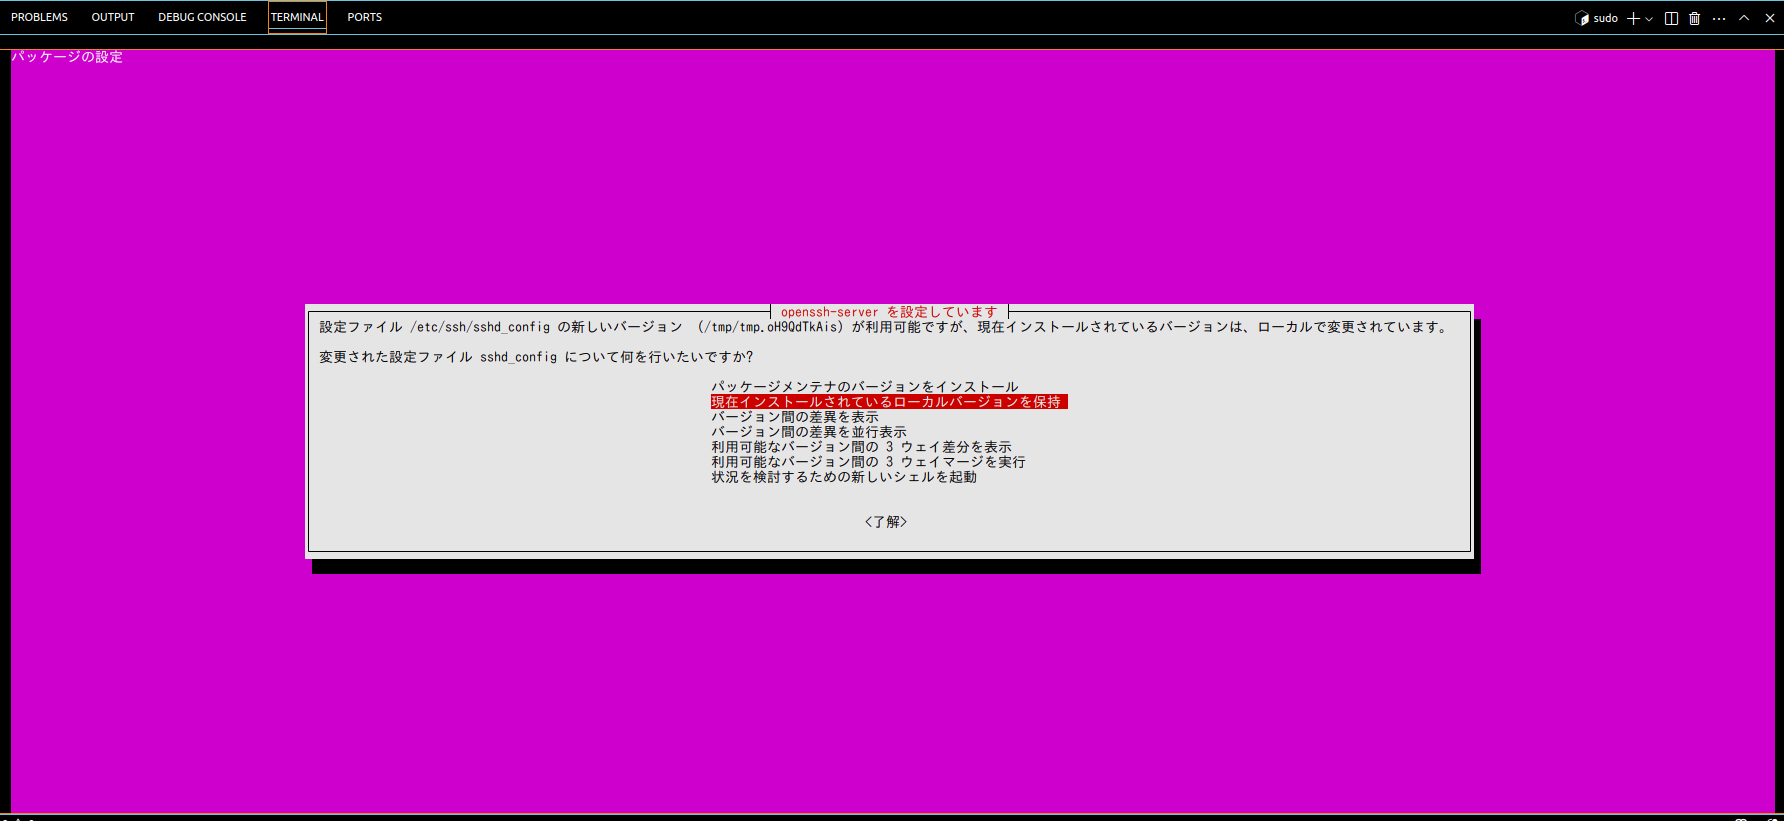 PROBLEMS OUTPUT DEBUG CONSOLE TERMINAL PORTS sudo
パッケージの設定
openssh-server を設定しています
設定ファイル /etc/ssh/sshd_config の新しいバージョン (/tmp/tmp.oH9QdTkAis) が利用可能ですが、現在インストールされているバージョンは、ローカルで変更されています。
変更された設定ファイル sshd_config について何を行いたいですか?
パッケージメンテナのバージョンをインストール
現在インストールされているローカルバージョンを保持
バージョン間の差異を表示
バージョン間の差異を並行表示
利用可能なバージョン間の 3 ウェイ差分を表示
利用可能なバージョン間の 3 ウェイマージを実行
状況を検討するための新しいシェルを起動
<了解>